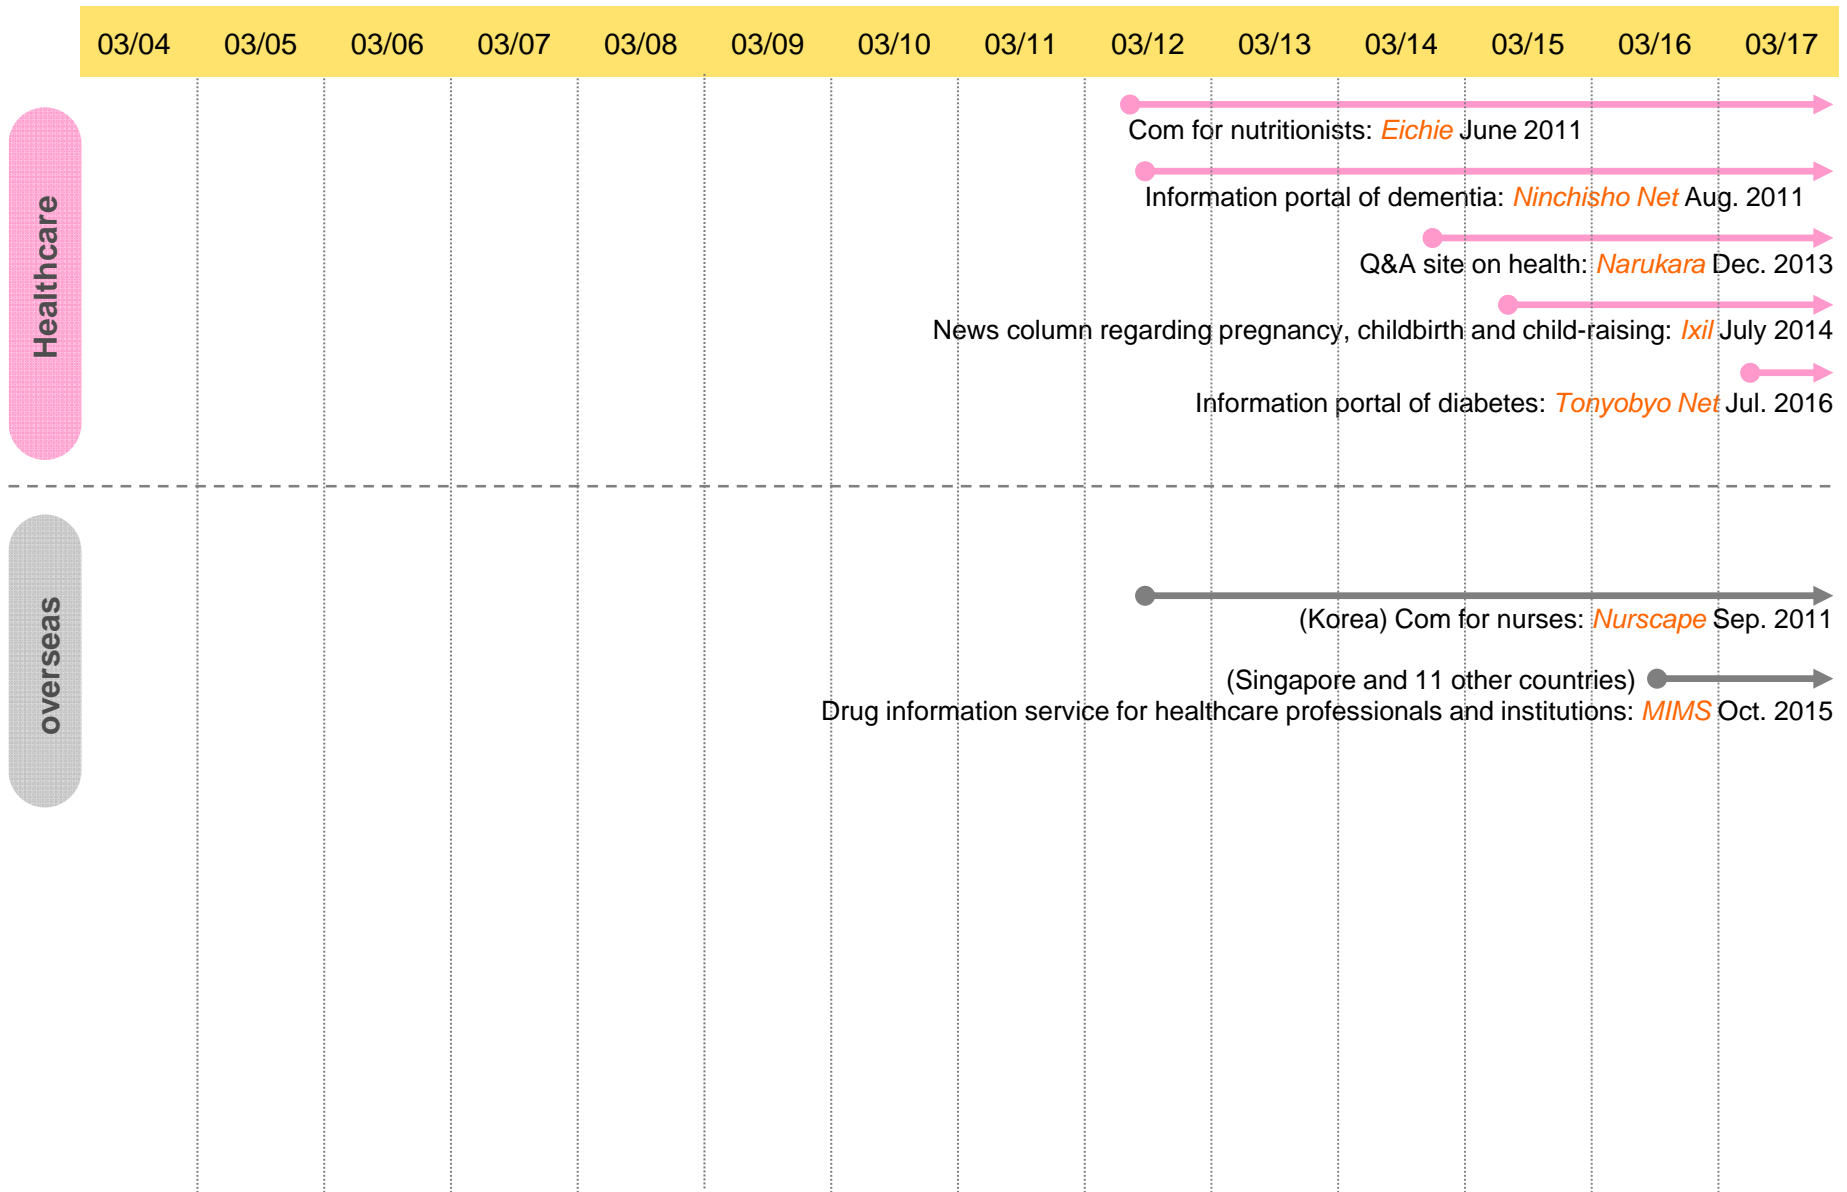 03/04 03/05 03/06 03/07 03/08 03/09 03/10 03/11 03/12 03/13 03/14 03/15 03/16 03/17
Healthcare
Com for nutritionists: Eichie June 2011
Information portal of dementia: Ninchisho Net Aug. 2011
Q&A site on health: Narukara Dec. 2013
News column regarding pregnancy, childbirth and child-raising: Ixil July 2014
Information portal of diabetes: Tonyobyo Net Jul. 2016
overseas
(Korea) Com for nurses: Nurscape Sep. 2011
(Singapore and 11 other countries)
Drug information service for healthcare professionals and institutions: MIMS Oct. 2015